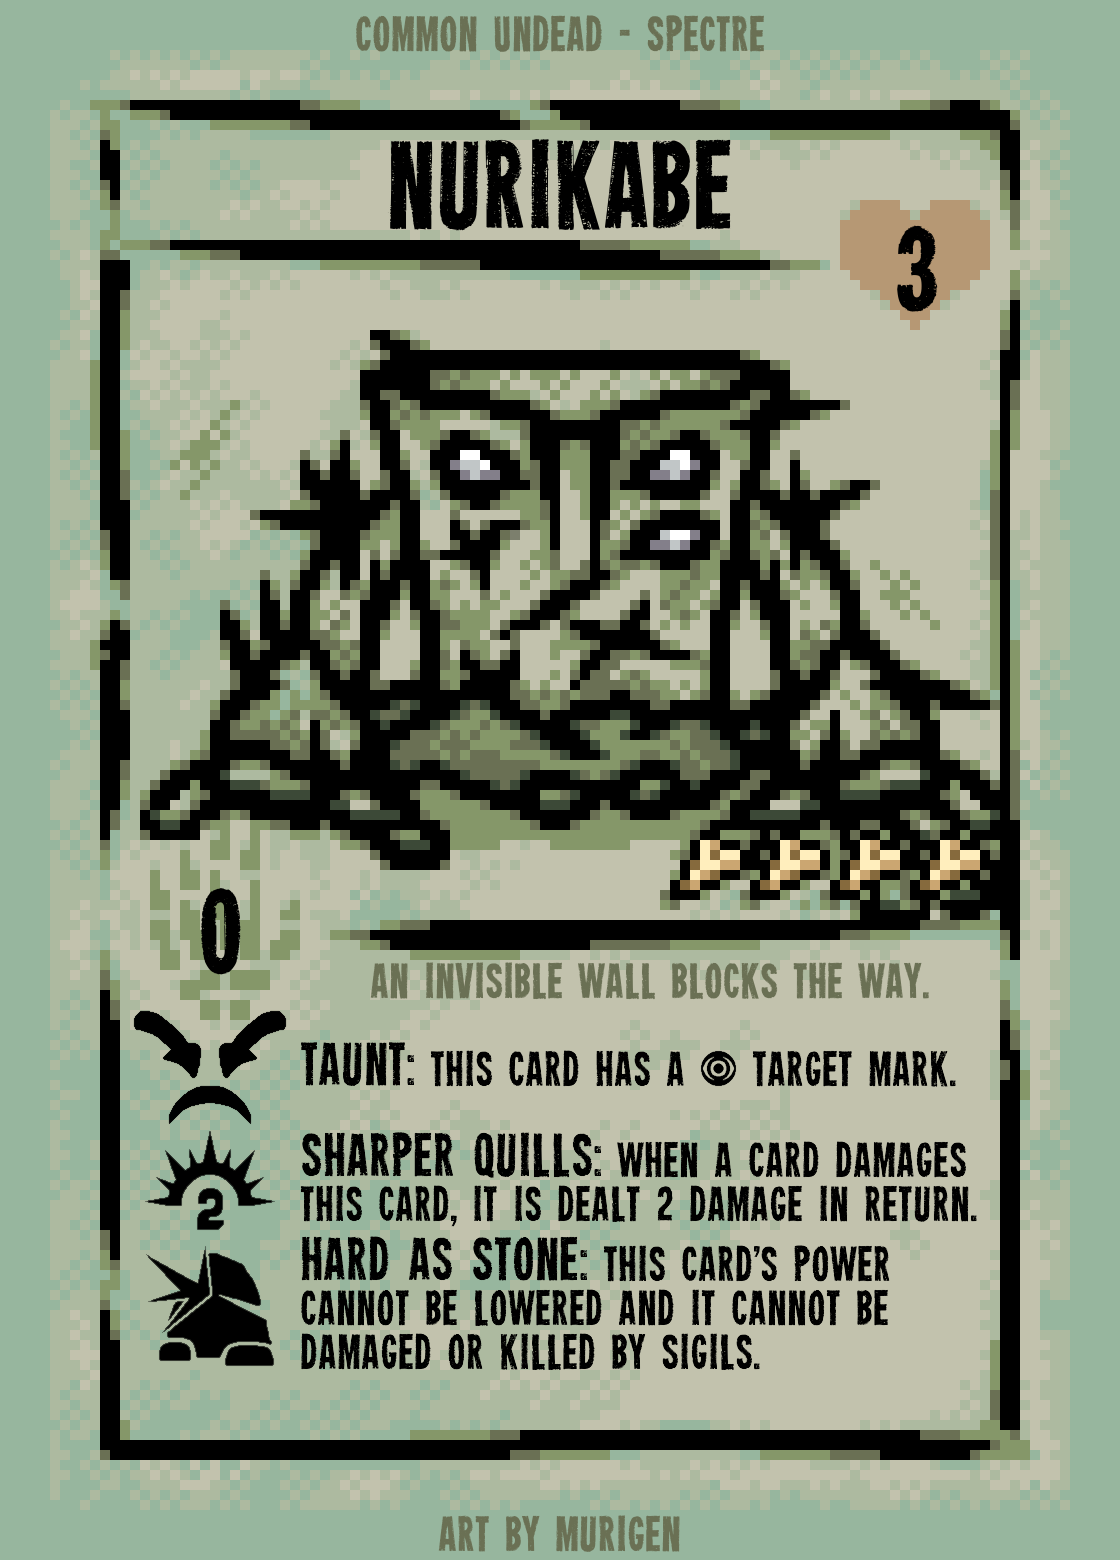 COMMON UNDEAD - SPECTRE
NURIKABE
3
0
AN INVISIBLE WALL BLOCKS THE WAY.
TAUNT: THIS CARD HAS A TARGET MARK.
SHARPER QUILLS: WHEN A CARD DAMAGES
THIS CARD, IT IS DEALT 2 DAMAGE IN RETURN.
2
HARD AS STONE: THIS CARD'S POWER
CANNOT BE LOWERED AND IT CANNOT BE
DAMAGED OR KILLED BY SIGILS.
ART BY MURIGEN